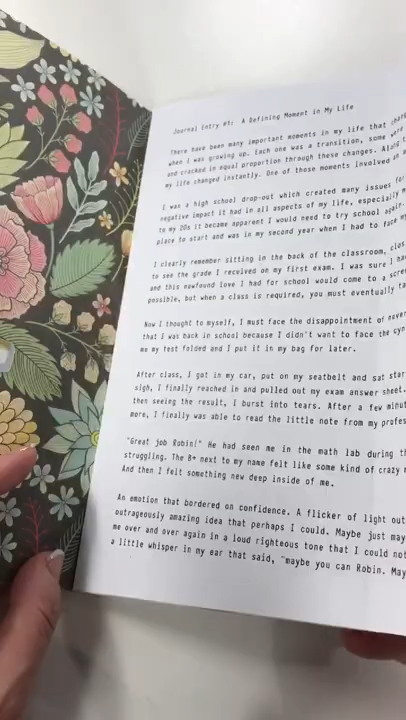 Journal Entry #5: A Defining Moment in My Life
There have been many important moments in my life that
when I was growing up. Each one was a transition, some were
and cracked in equal proportion through these changes. Along
my life changed instantly. One of those moments involved
I was a high school drop-out which created many issues for
negative impact it had in all aspects of my life, especially
to my 20s it became apparent I would need to try school again.
place to start and was in my second year when I had to face
I clearly remember sitting in the back of the classroom,
to see the grade I received on my first exam. I was sure I
and this newfound love I had for school would come to a
possible, but when a class is required, you must eventually
Now I thought to myself, I must face the disappointment of
that I was back in school because I didn't want to face the
me my test folded and I put it in my bag for later.
After class, i got in my car, put on my seatbelt and sat
sigh, I finally reached in and pulled out my exam answer sheet.
then seeing the result, i burst into tears. After a few
more, I finally was able to read the little note from my
"Great job Robin!" He had seen me in the math lab during
struggling. The B+ next to my name felt like some kind of crazy
And then I felt something new deep inside of me.
An emotion that bordered on confidence. A flicker of light
outrageously amazing idea that perhaps I could. Maybe just
me over and over again in a loud righteous tone that I could
a little whisper in my ear that said, "maybe you can Robin.